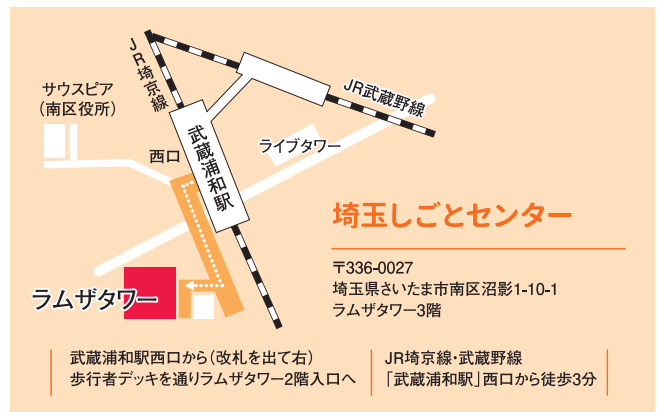 JR埼京線
JR武蔵野線
サウスピア
（南区役所）
西口
武蔵浦和駅
ライブタワー
ラムザタワー
埼玉しごとセンター
〒336-0027
埼玉県さいたま市南区沼影1-10-1
ラムザタワー3階
武蔵浦和駅西口から（改札を出て右）
歩行者デッキを通りラムザタワー2階入口へ
JR埼京線・武蔵野線
「武蔵浦和駅」西口から徒歩3分